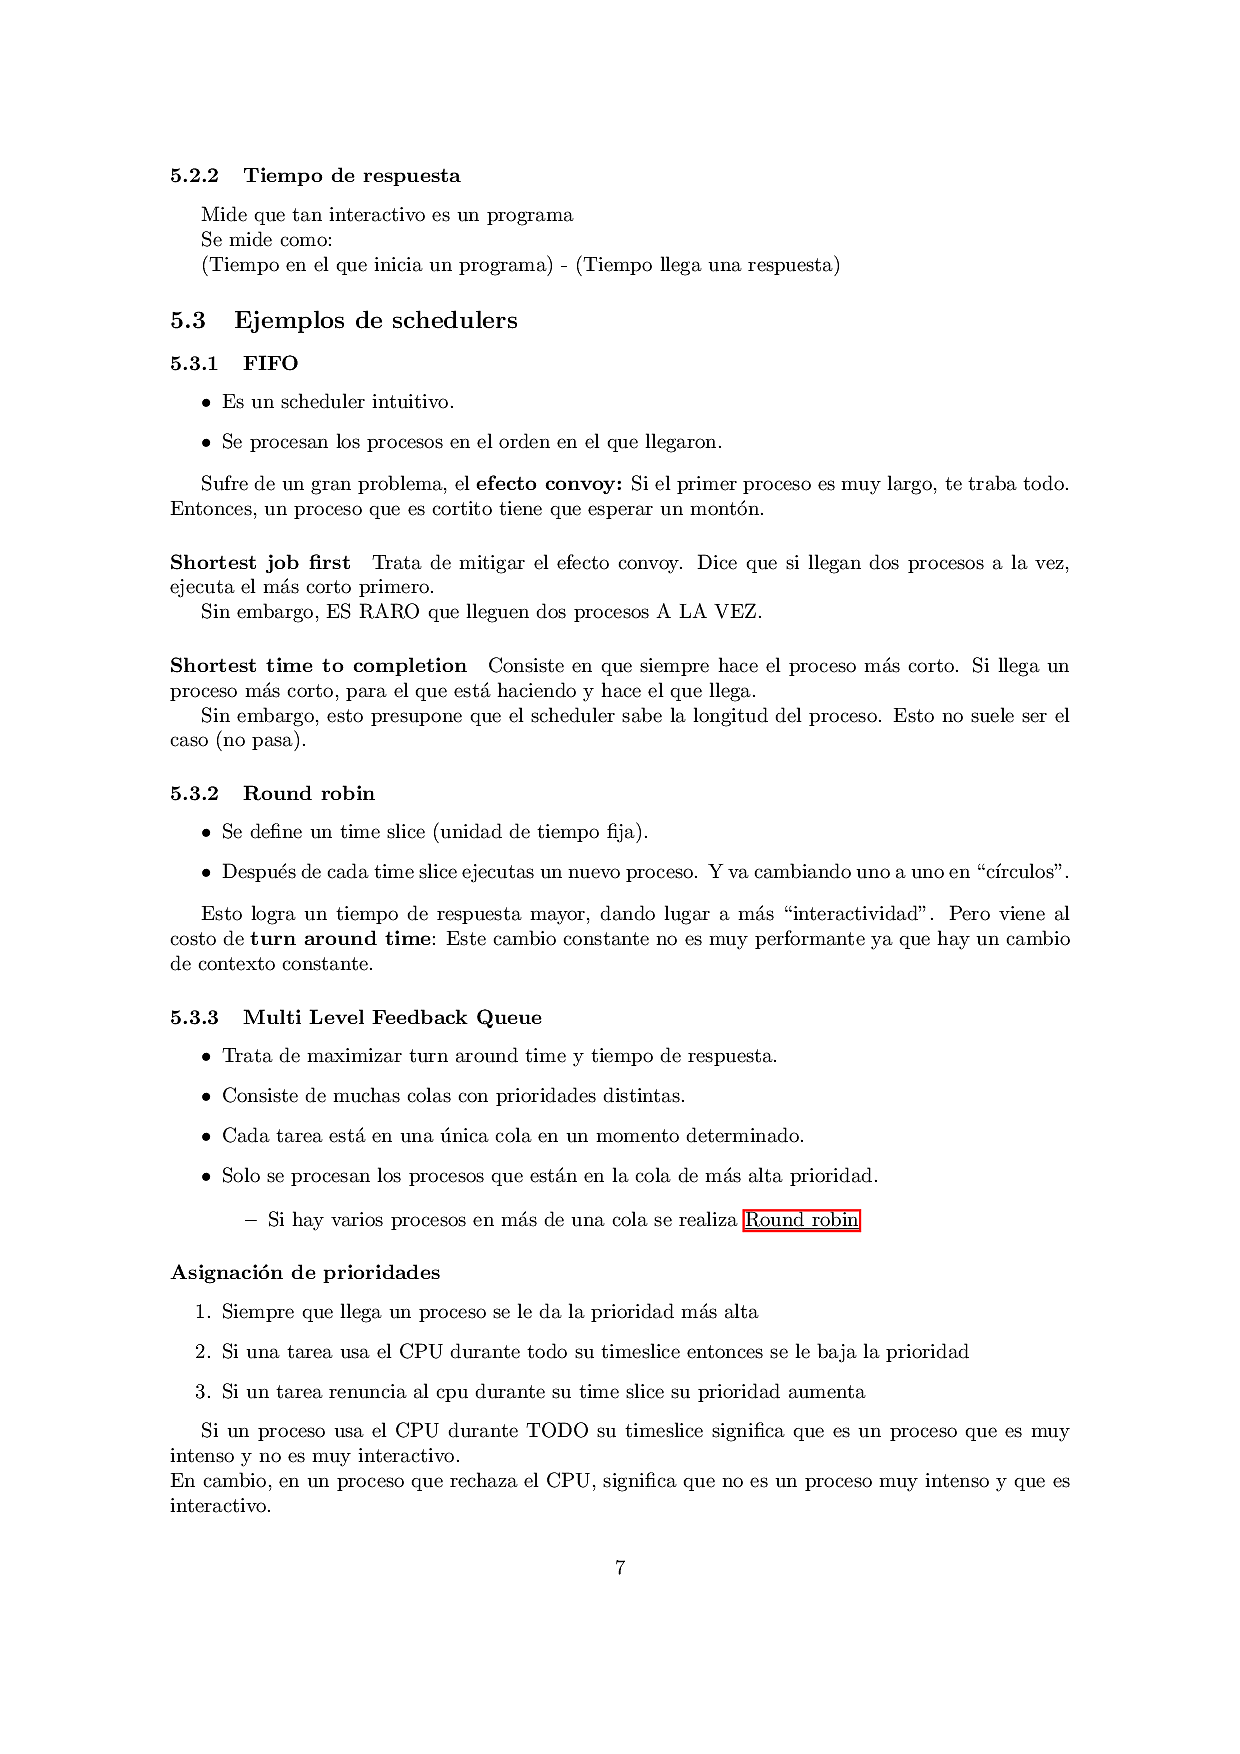 5.2.2 Tiempo de respuesta
Mide que tan interactivo es un programa
Se mide como:
(Tiempo en el que inicia un programa) - (Tiempo llega una respuesta)
5.3 Ejemplos de schedulers
5.3.1 FIFO
• Es un scheduler intuitivo.
• Se procesan los procesos en el orden en el que llegaron.
Sufre de un gran problema, el efecto convoy: Si el primer proceso es muy largo, te traba todo.
Entonces, un proceso que es cortito tiene que esperar un montón.
Shortest job first Trata de mitigar el efecto convoy. Dice que si llegan dos procesos a la vez,
ejecuta el más corto primero.
Sin embargo, ES RARO que lleguen dos procesos A LA VEZ.
Shortest time to completion Consiste en que siempre hace el proceso más corto. Si llega un
proceso más corto, para el que está haciendo y hace el que llega.
Sin embargo, esto presupone que el scheduler sabe la longitud del proceso. Esto no suele ser el
caso (no pasa).
5.3.2 Round robin
• Se define un time slice (unidad de tiempo fija).
• Después de cada time slice ejecutas un nuevo proceso. Y va cambiando uno a uno en “círculos”.
Esto logra un tiempo de respuesta mayor, dando lugar a más “interactividad”. Pero viene al
costo de turn around time: Este cambio constante no es muy performante ya que hay un cambio
de contexto constante.
5.3.3 Multi Level Feedback Queue
• Trata de maximizar turn around time y tiempo de respuesta.
• Consiste de muchas colas con prioridades distintas.
• Cada tarea está en una única cola en un momento determinado.
• Solo se procesan los procesos que están en la cola de más alta prioridad.
– Si hay varios procesos en más de una cola se realiza Round robin
Asignación de prioridades
1. Siempre que llega un proceso se le da la prioridad más alta
2. Si una tarea usa el CPU durante todo su timeslice entonces se le baja la prioridad
3. Si un tarea renuncia al cpu durante su time slice su prioridad aumenta
Si un proceso usa el CPU durante TODO su timeslice significa que es un proceso que es muy
intenso y no es muy interactivo.
En cambio, en un proceso que rechaza el CPU, significa que no es un proceso muy intenso y que es
interactivo.
7